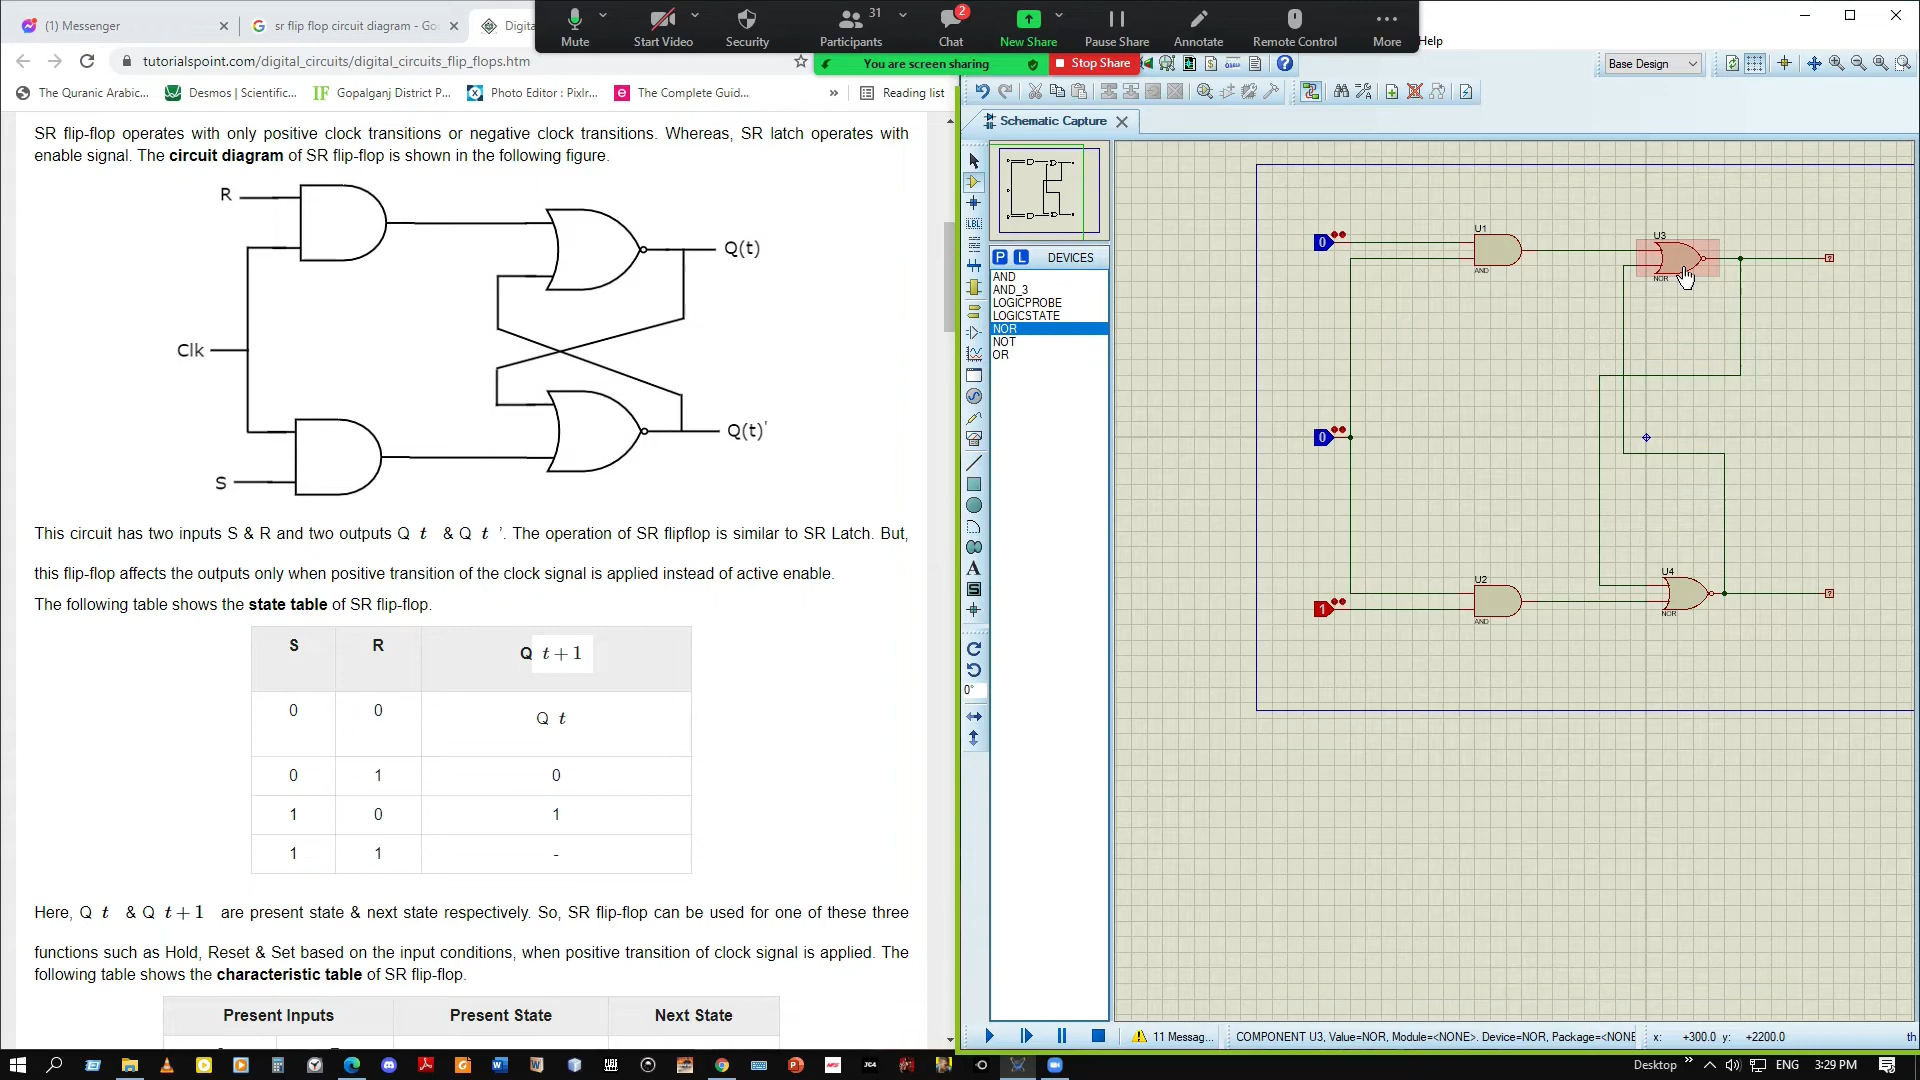 (1) Messenger
sr flip flop circuit diagram - Go
Digita
Mute
Start Video
Security
Participants
31
Chat
2
New Share
Pause Share
Annotate
Remote Control
More
Help
You are screen sharing
Stop Share
tutorialspoint.com/digital_circuits/digital_circuits_flip_flops.htm
Base Design
The Quranic Arabic...
Desmos | Scientific...
Gopalganj District P...
Photo Editor : Pixlr...
The Complete Guid...
»
Reading list
SR flip-flop operates with only positive clock transitions or negative clock transitions. Whereas, SR latch operates with
enable signal. The circuit diagram of SR flip-flop is shown in the following figure.
R
Q(t)
Clk
Q(t)'
S
This circuit has two inputs S & R and two outputs Q t & Q t ’. The operation of SR flipflop is similar to SR Latch. But,
this flip-flop affects the outputs only when positive transition of the clock signal is applied instead of active enable.
The following table shows the state table of SR flip-flop.
S R Q t + 1
0 0 Q t
0 1 0
1 0 1
1 1 -
Here, Q t & Q t + 1 are present state & next state respectively. So, SR flip-flop can be used for one of these three
functions such as Hold, Reset & Set based on the input conditions, when positive transition of clock signal is applied. The
following table shows the characteristic table of SR flip-flop.
Present Inputs Present State Next State
Schematic Capture
P L DEVICES
AND
AND_3
LOGICPROBE
LOGICSTATE
NOR
NOT
OR
LBL
A
S
0°
0
U1
AND
U3
NOR
?
0
1
U2
AND
U4
NOR
?
11 Messag...
COMPONENT U3, Value=NOR, Module=<NONE>. Device=NOR, Package=<NONE
x: +300.0 y: +2200.0 th
Desktop
»
ENG
3:29 PM